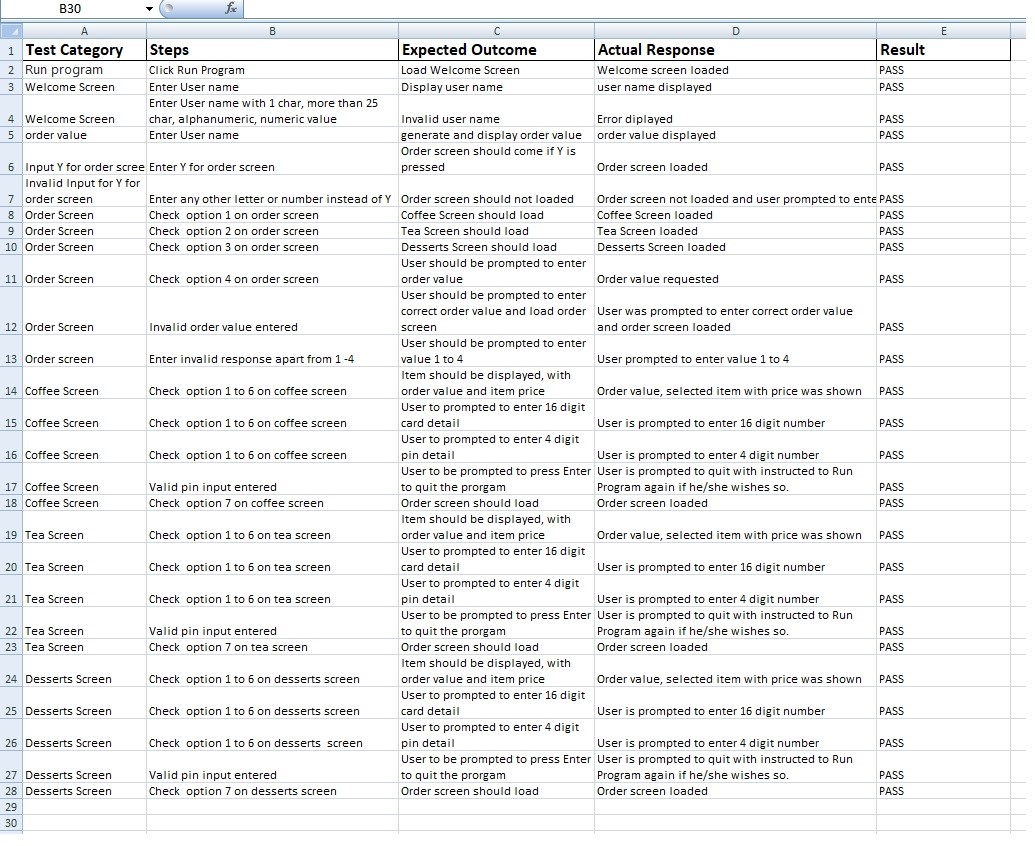 B30 fx
A B C D E
1 Test Category Steps Expected Outcome Actual Response Result
2 Run program Click Run Program Load Welcome Screen Welcome screen loaded PASS
3 Welcome Screen Enter User name Display user name user name displayed PASS
Enter User name with 1 char, more than 25
4 Welcome Screen char, alphanumeric, numeric value Invalid user name Error diplayed PASS
5 order value Enter User name generate and display order value order value displayed PASS
Order screen should come if Y is
6 Input Y for order scree Enter Y for order screen pressed Order screen loaded PASS
Invalid Input for Y for
7 order screen Enter any other letter or number instead of Y Order screen should not loaded Order screen not loaded and user prompted to ente PASS
8 Order Screen Check option 1 on order screen Coffee Screen should load Coffee Screen loaded PASS
9 Order Screen Check option 2 on order screen Tea Screen should load Tea Screen loaded PASS
10 Order Screen Check option 3 on order screen Desserts Screen should load Desserts Screen loaded PASS
User should be prompted to enter
11 Order Screen Check option 4 on order screen order value Order value requested PASS
User should be prompted to enter
correct order value and load order User was prompted to enter correct order value
12 Order Screen Invalid order value entered screen and order screen loaded PASS
User should be prompted to enter
13 Order screen Enter invalid response apart from 1 -4 value 1 to 4 User prompted to enter value 1 to 4 PASS
Item should be displayed, with
14 Coffee Screen Check option 1 to 6 on coffee screen order value and item price Order value, selected item with price was shown PASS
User to prompted to enter 16 digit
15 Coffee Screen Check option 1 to 6 on coffee screen card detail User is prompted to enter 16 digit number PASS
User to prompted to enter 4 digit
16 Coffee Screen Check option 1 to 6 on coffee screen pin detail User is prompted to enter 4 digit number PASS
User to be prompted to press Enter User is prompted to quit with instructed to Run
17 Coffee Screen Valid pin input entered to quit the prorgam Program again if he/she wishes so. PASS
18 Coffee Screen Check option 7 on coffee screen Order screen should load Order screen loaded PASS
Item should be displayed, with
19 Tea Screen Check option 1 to 6 on tea screen order value and item price Order value, selected item with price was shown PASS
User to prompted to enter 16 digit
20 Tea Screen Check option 1 to 6 on tea screen card detail User is prompted to enter 16 digit number PASS
User to prompted to enter 4 digit
21 Tea Screen Check option 1 to 6 on tea screen pin detail User is prompted to enter 4 digit number PASS
User to be prompted to press Enter User is prompted to quit with instructed to Run
22 Tea Screen Valid pin input entered to quit the prorgam Program again if he/she wishes so. PASS
23 Tea Screen Check option 7 on tea screen Order screen should load Order screen loaded PASS
Item should be displayed, with
24 Desserts Screen Check option 1 to 6 on desserts screen order value and item price Order value, selected item with price was shown PASS
User to prompted to enter 16 digit
25 Desserts Screen Check option 1 to 6 on desserts screen card detail User is prompted to enter 16 digit number PASS
User to prompted to enter 4 digit
26 Desserts Screen Check option 1 to 6 on desserts screen pin detail User is prompted to enter 4 digit number PASS
User to be prompted to press Enter User is prompted to quit with instructed to Run
27 Desserts Screen Valid pin input entered to quit the prorgam Program again if he/she wishes so. PASS
28 Desserts Screen Check option 7 on desserts screen Order screen should load Order screen loaded PASS
29
30